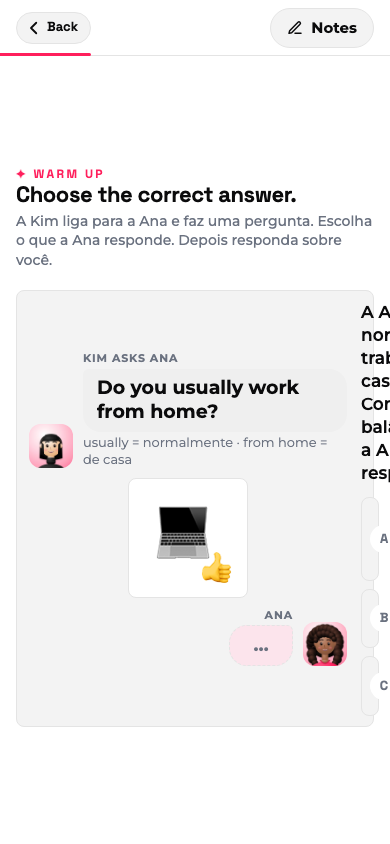 Back
Notes
✦ WARM UP
Choose the correct answer.
A Kim liga para a Ana e faz uma pergunta. Escolha
o que a Ana responde. Depois responda sobre
você.
KIM ASKS ANA
Do you usually work
from home?
usually = normalmente · from home =
de casa
ANA
...
A
B
C